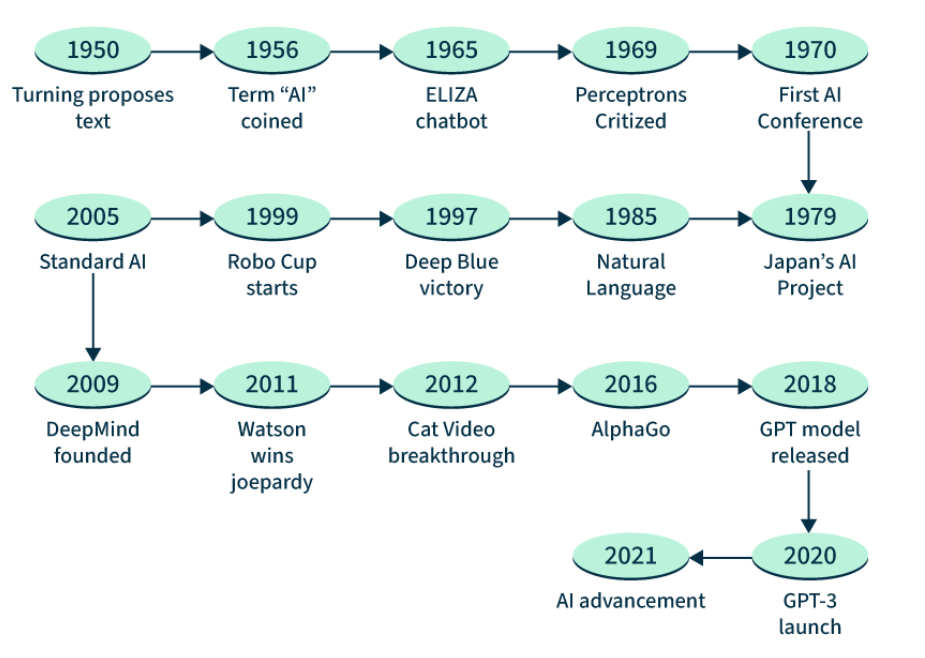 1950
Turning proposes
text
1956
Term “AI”
coined
1965
ELIZA
chatbot
1969
Perceptrons
Critized
1970
First AI
Conference
2005
Standard AI
1999
Robo Cup
starts
1997
Deep Blue
victory
1985
Natural
Language
1979
Japan’s AI
Project
2009
DeepMind
founded
2011
Watson
wins
joepardy
2012
Cat Video
breakthrough
2016
AlphaGo
2018
GPT model
released
2021
AI advancement
2020
GPT-3
launch